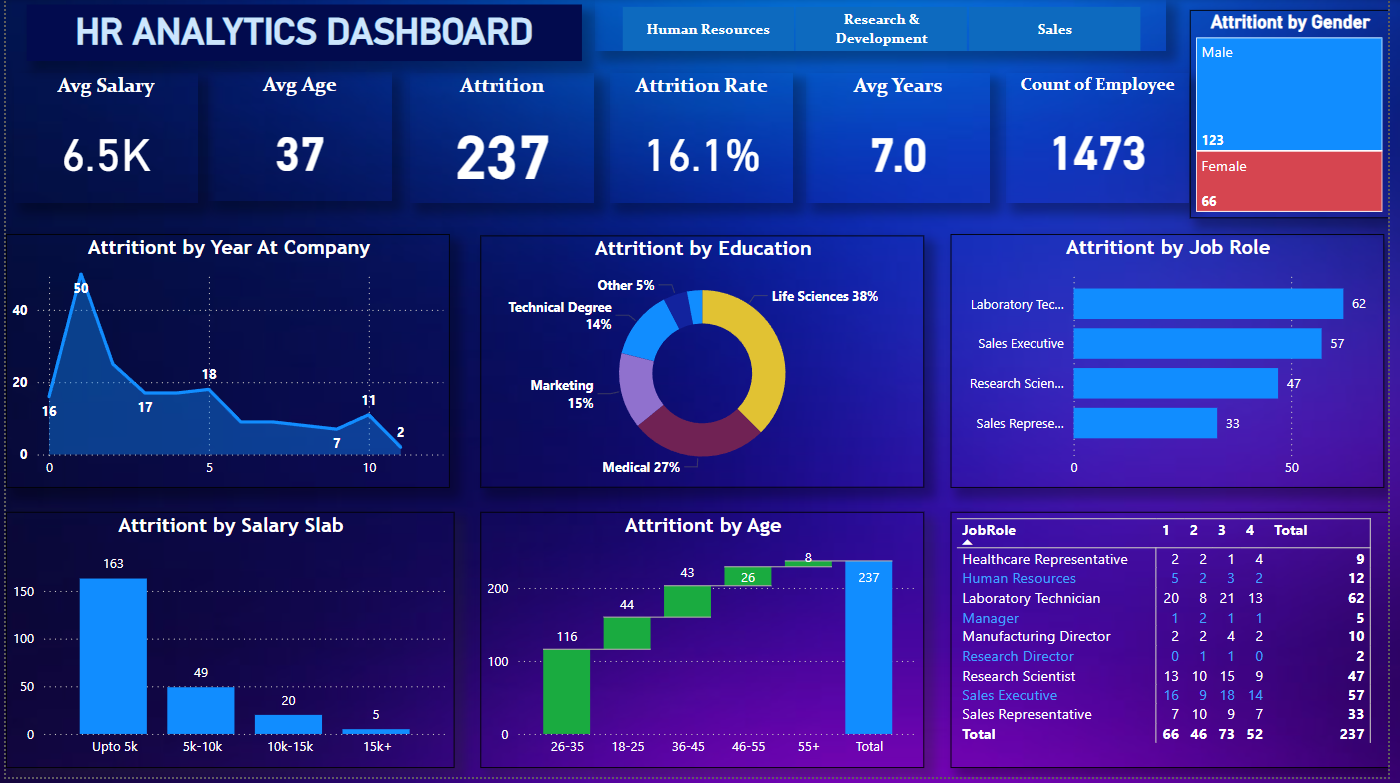 HR ANALYTICS DASHBOARD
Human Resources
Research &
Development
Sales
Attritiont by Gender
Male
123
Female
66
Avg Salary
6.5K
Avg Age
37
Attrition
237
Attrition Rate
16.1%
Avg Years
7.0
Count of Employee
1473
Attritiont by Year At Company
40
20
0
50
16
17
18
7
11
2
0 5 10
Attritiont by Education
Other 5%
Life Sciences 38%
Technical Degree
14%
Marketing
15%
Medical 27%
Attritiont by Job Role
Laboratory Tec... 62
Sales Executive 57
Research Scien... 47
Sales Represe... 33
0 50
Attritiont by Salary Slab
150
100
50
0
163
49
20
5
Upto 5k 5k-10k 10k-15k 15k+
Attritiont by Age
200
100
0
116
44
43
26
8
237
26-35 18-25 36-45 46-55 55+ Total
JobRole 1 2 3 4 Total
Healthcare Representative 2 2 1 4 9
Human Resources 5 2 3 2 12
Laboratory Technician 20 8 21 13 62
Manager 1 2 1 1 5
Manufacturing Director 2 2 4 2 10
Research Director 0 1 1 0 2
Research Scientist 13 10 15 9 47
Sales Executive 16 9 18 14 57
Sales Representative 7 10 9 7 33
Total 66 46 73 52 237